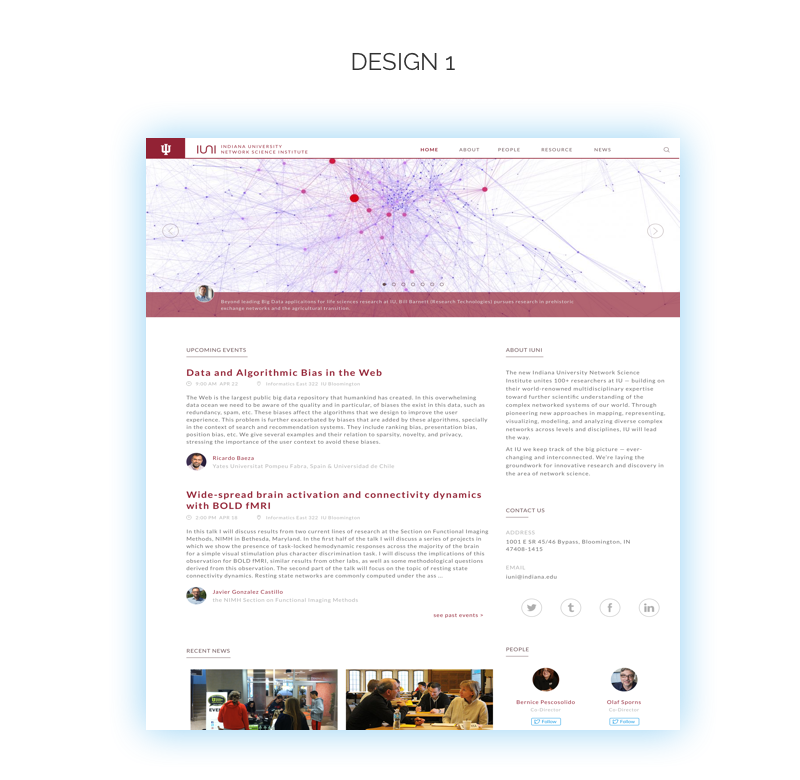 DESIGN 1
IUNI
INDIANA UNIVERSITY
NETWORK SCIENCE INSTITUTE
HOME ABOUT PEOPLE RESOURCE NEWS
Beyond leading Big Data applications for life sciences research at IU, Bill Barnett (Research Technologies) pursues research in prehistoric
exchange networks and the agricultural transition.
UPCOMING EVENTS
Data and Algorithmic Bias in the Web
9:00 AM APR 22 Informatics East 322 IU Bloomington
The Web is the largest public big data repository that humankind has created. In this overwhelming
data ocean we need to be aware of the quality and in particular, of biases the exist in this data, such as
redundancy, spam, etc. These biases affect the algorithms that we design to improve the user
experience. This problem is further exacerbated by biases that are added by these algorithms, specially
in the context of search and recommendation systems. They include ranking bias, presentation bias,
position bias, etc. We give several examples and their relation to sparsity, novelty, and privacy,
stressing the importance of the user context to avoid these biases.
Ricardo Baeza
Yales Universitat Pompeu Fabra, Spain & Universidad de Chile
Wide-spread brain activation and connectivity dynamics
with BOLD fMRI
2:00 PM APR 18 Informatics East 322 IU Bloomington
In this talk I will discuss results from two current lines of research at the Section on Functional Imaging
Methods, NIMH in Bethesda, Maryland. In the first half of the talk I will discuss a series of projects in
which we show the presence of task-locked hemodynamic responses across the majority of the brain
for a simple visual stimulation plus character discrimination task. I will discuss the implications of this
observation for BOLD fMRI, similar results from other labs, as well as some methodological questions
derived from this observation. The second part of the talk will focus on the topic of resting state
connectivity dynamics. Resting state networks are commonly computed under the ass ...
Javier Gonzalez Castillo
the NIMH Section on Functional Imaging Methods
see past events >
RECENT NEWS
ABOUT IUNI
The new Indiana University Network Science
Institute unites 100+ researchers at IU — building on
their world-renowned multidisciplinary expertise
toward further scientific understanding of the
complex networked systems of our world. Through
pioneering new approaches in mapping, representing,
visualizing, modeling, and analyzing diverse complex
networks across levels and disciplines, IU will lead
the way.
At IU we keep track of the big picture — ever-
changing and interconnected. We're laying the
groundwork for innovative research and discovery in
the area of network science.
CONTACT US
ADDRESS
1001 E SR 45/46 Bypass, Bloomington, IN
47408-1415
EMAIL
iuni@indiana.edu
PEOPLE
Bernice Pescosolido Olaf Sporns
Co-Director Co-Director
Follow Follow